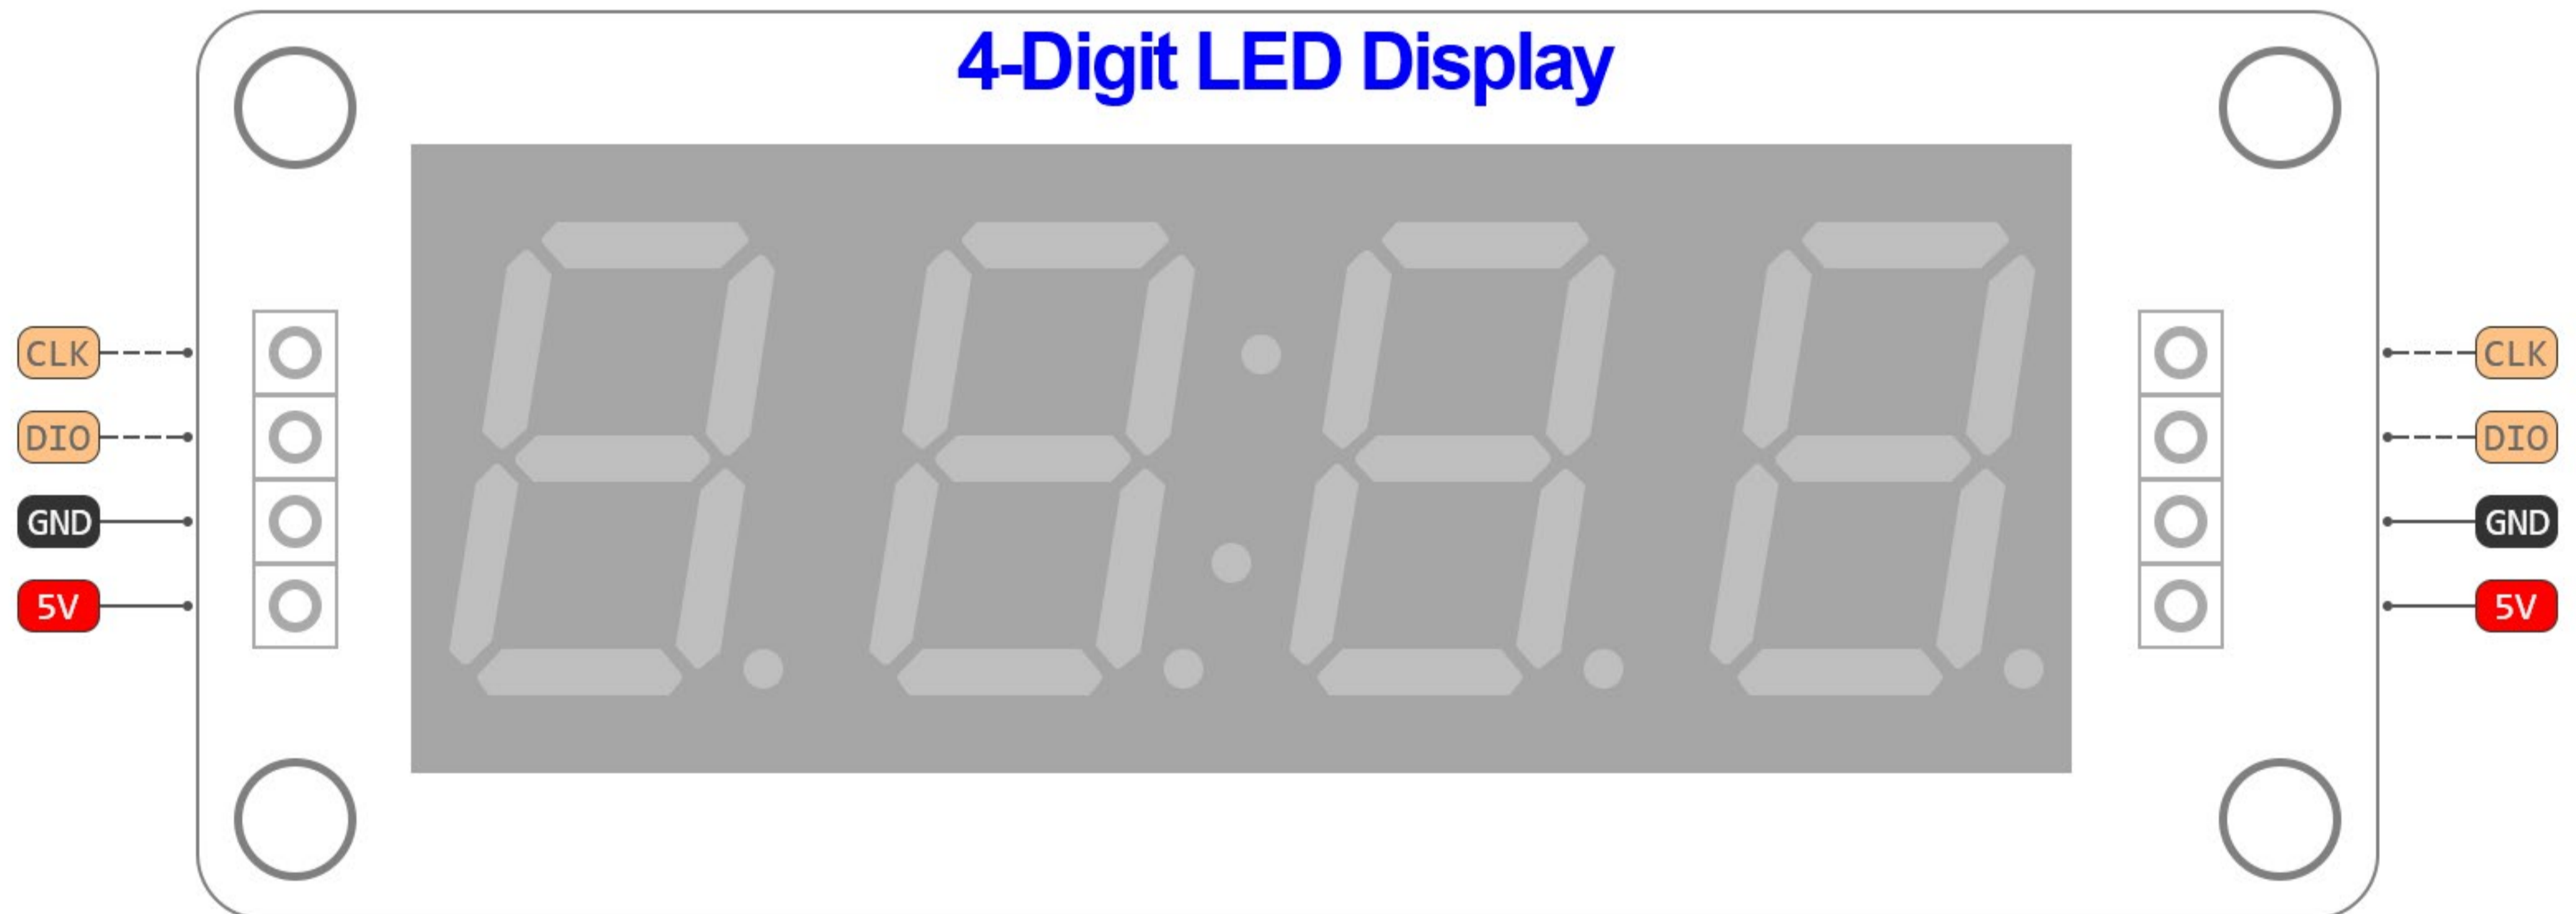 4-Digit LED Display
CLK CLK
DIO DIO
GND GND
5V 5V